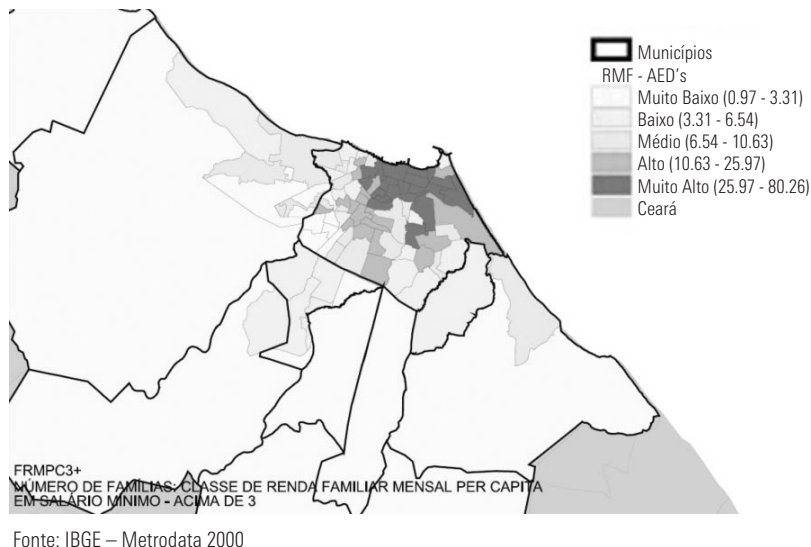 Municípios
RMF - AED's
Muito Baixo (0.97 - 3.31)
Baixo (3.31 - 6.54)
Médio (6.54 - 10.63)
Alto (10.63 - 25.97)
Muito Alto (25.97 - 80.26)
Ceará
FRMPC3+
NÚMERO DE FAMÍLIAS: CLASSE DE RENDA FAMILIAR MENSAL PER CAPITA
EM SALÁRIO MÍNIMO - ACIMA DE 3
Fonte: IBGE – Metrodata 2000